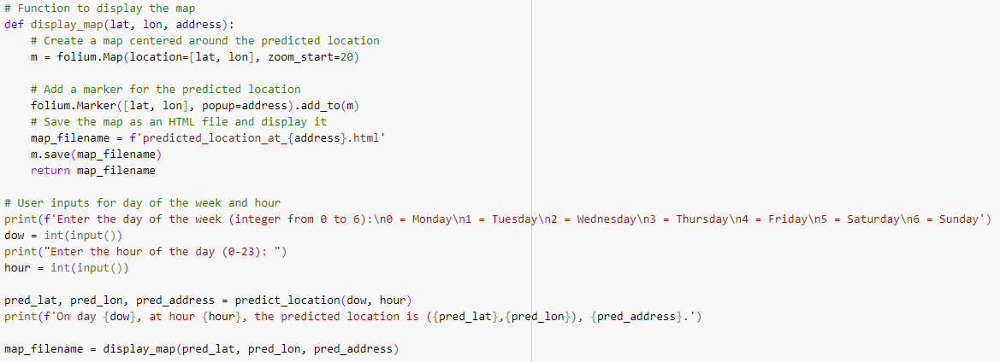 # Function to display the map
def display_map(lat, lon, address):
    # Create a map centered around the predicted location
    m = folium.Map(location=[lat, lon], zoom_start=20)

    # Add a marker for the predicted location
    folium.Marker([lat, lon], popup=address).add_to(m)
    # Save the map as an HTML file and display it
    map_filename = f'predicted_location_at_{address}.html'
    m.save(map_filename)
    return map_filename

# User inputs for day of the week and hour
print(f'Enter the day of the week (integer from 0 to 6):\n0 = Monday\n1 = Tuesday\n2 = Wednesday\n3 = Thursday\n4 = Friday\n5 = Saturday\n6 = Sunday')
dow = int(input())
print("Enter the hour of the day (0-23): ")
hour = int(input())

pred_lat, pred_lon, pred_address = predict_location(dow, hour)
print(f'On day {dow}, at hour {hour}, the predicted location is ({pred_lat},{pred_lon}), {pred_address}.')

map_filename = display_map(pred_lat, pred_lon, pred_address)